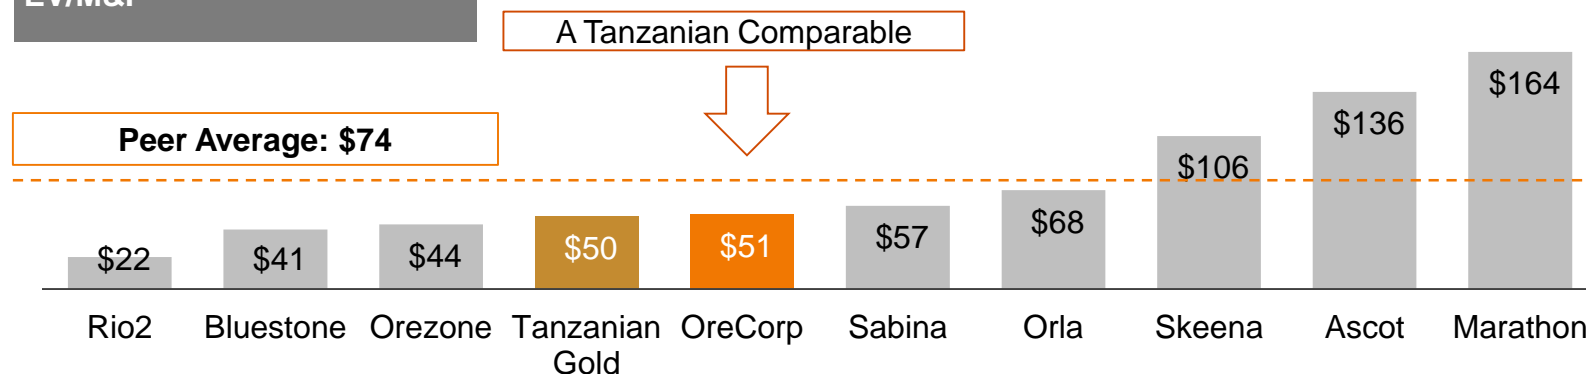 EV/M&I
A Tanzanian Comparable
Peer Average: $74
$22
$41
$44
$50
$51
$57
$68
$106
$136
$164
Rio2
Bluestone
Orezone
Tanzanian
Gold
OreCorp
Sabina
Orla
Skeena
Ascot
Marathon